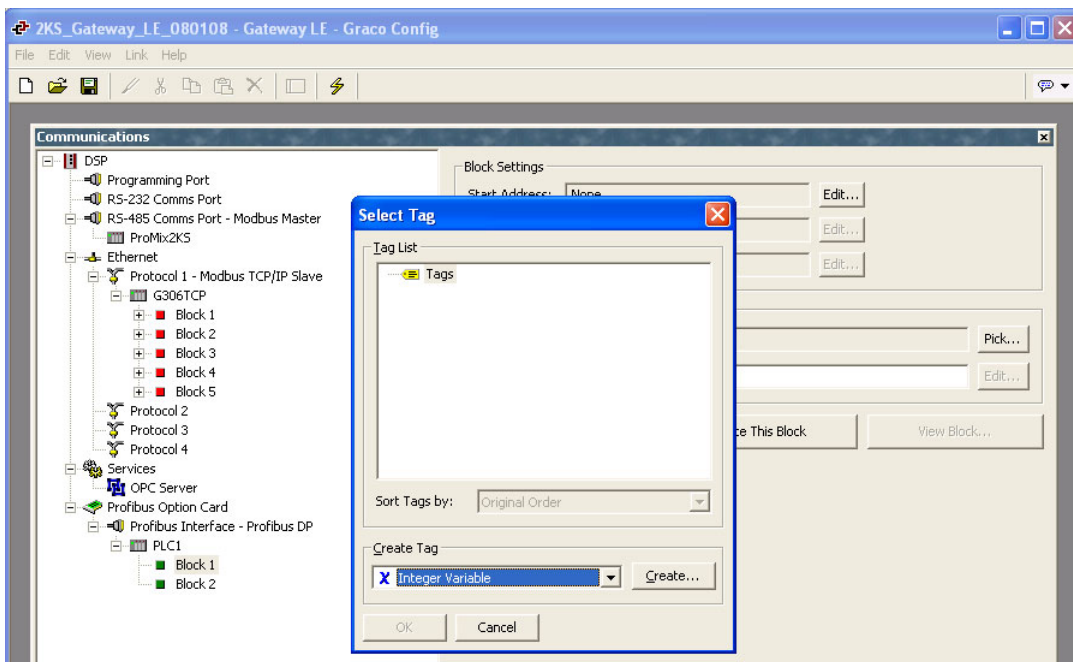 2KS_Gateway_LE_080108 - Gateway LE - Graco Config
File Edit View Link Help
Communications
DSP
Programming Port
RS-232 Comms Port
RS-485 Comms Port - Modbus Master
ProMix2KS
Ethernet
Protocol 1 - Modbus TCP/IP Slave
G306TCP
Block 1
Block 2
Block 3
Block 4
Block 5
Protocol 2
Protocol 3
Protocol 4
Services
OPC Server
Profibus Option Card
Profibus Interface - Profibus DP
PLC1
Block 1
Block 2
Block Settings
Start Address: None Edit...
Edit...
Edit...
Pick...
Edit...
This Block View Block...
Select Tag
Tag List
Tags
Sort Tags by: Original Order
Create Tag
Integer Variable Create...
OK Cancel